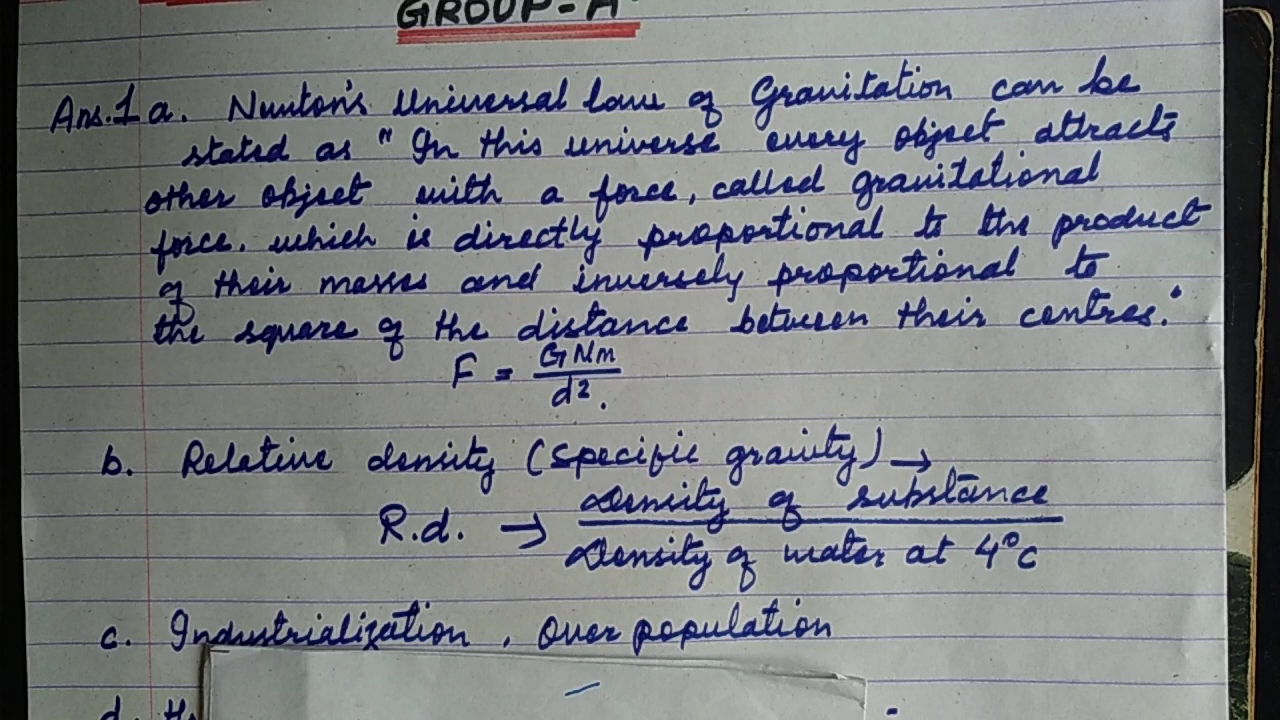 GROUP-A
Ans.1 a. Newton's Universal law of Gravitation can be
stated as "In this universe every object attracts
other object with a force, called gravitational
force. which is directly proportional to the product
of their masses and inversely proportional to
the square of the distance between their centres."
F = GMm
d².
b. Relative density (specific gravity) →
R.d. → Density of substance
Density of water at 4°C
c. Industrialization, Over population
d.